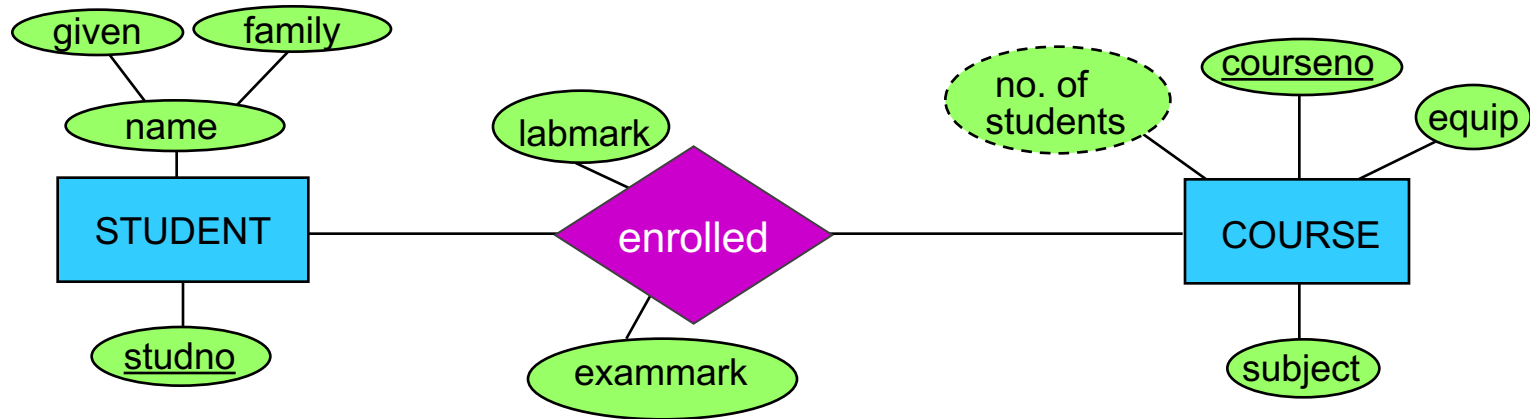 given
family
name
STUDENT
studno
labmark
enrolled
exammark
no. of
students
courseno
equip
COURSE
subject